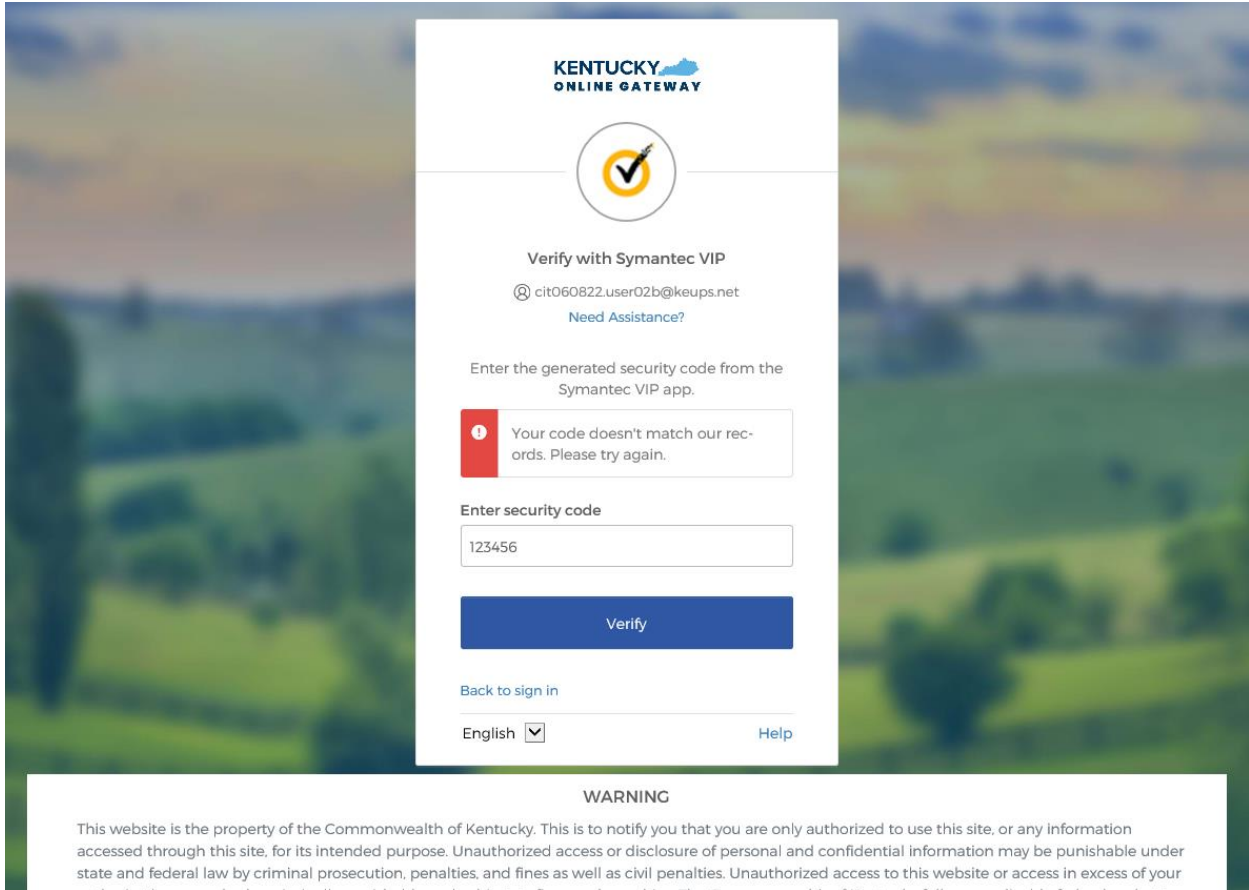 KENTUCKY
ONLINE GATEWAY
Verify with Symantec VIP
cit060822.user02b@keups.net
Need Assistance?
Enter the generated security code from the
Symantec VIP app.
Your code doesn't match our rec-
ords. Please try again.
Enter security code
123456
Verify
Back to sign in
English
Help
WARNING
This website is the property of the Commonwealth of Kentucky. This is to notify you that you are only authorized to use this site, or any information
accessed through this site, for its intended purpose. Unauthorized access or disclosure of personal and confidential information may be punishable under
state and federal law by criminal prosecution, penalties, and fines as well as civil penalties. Unauthorized access to this website or access in excess of your